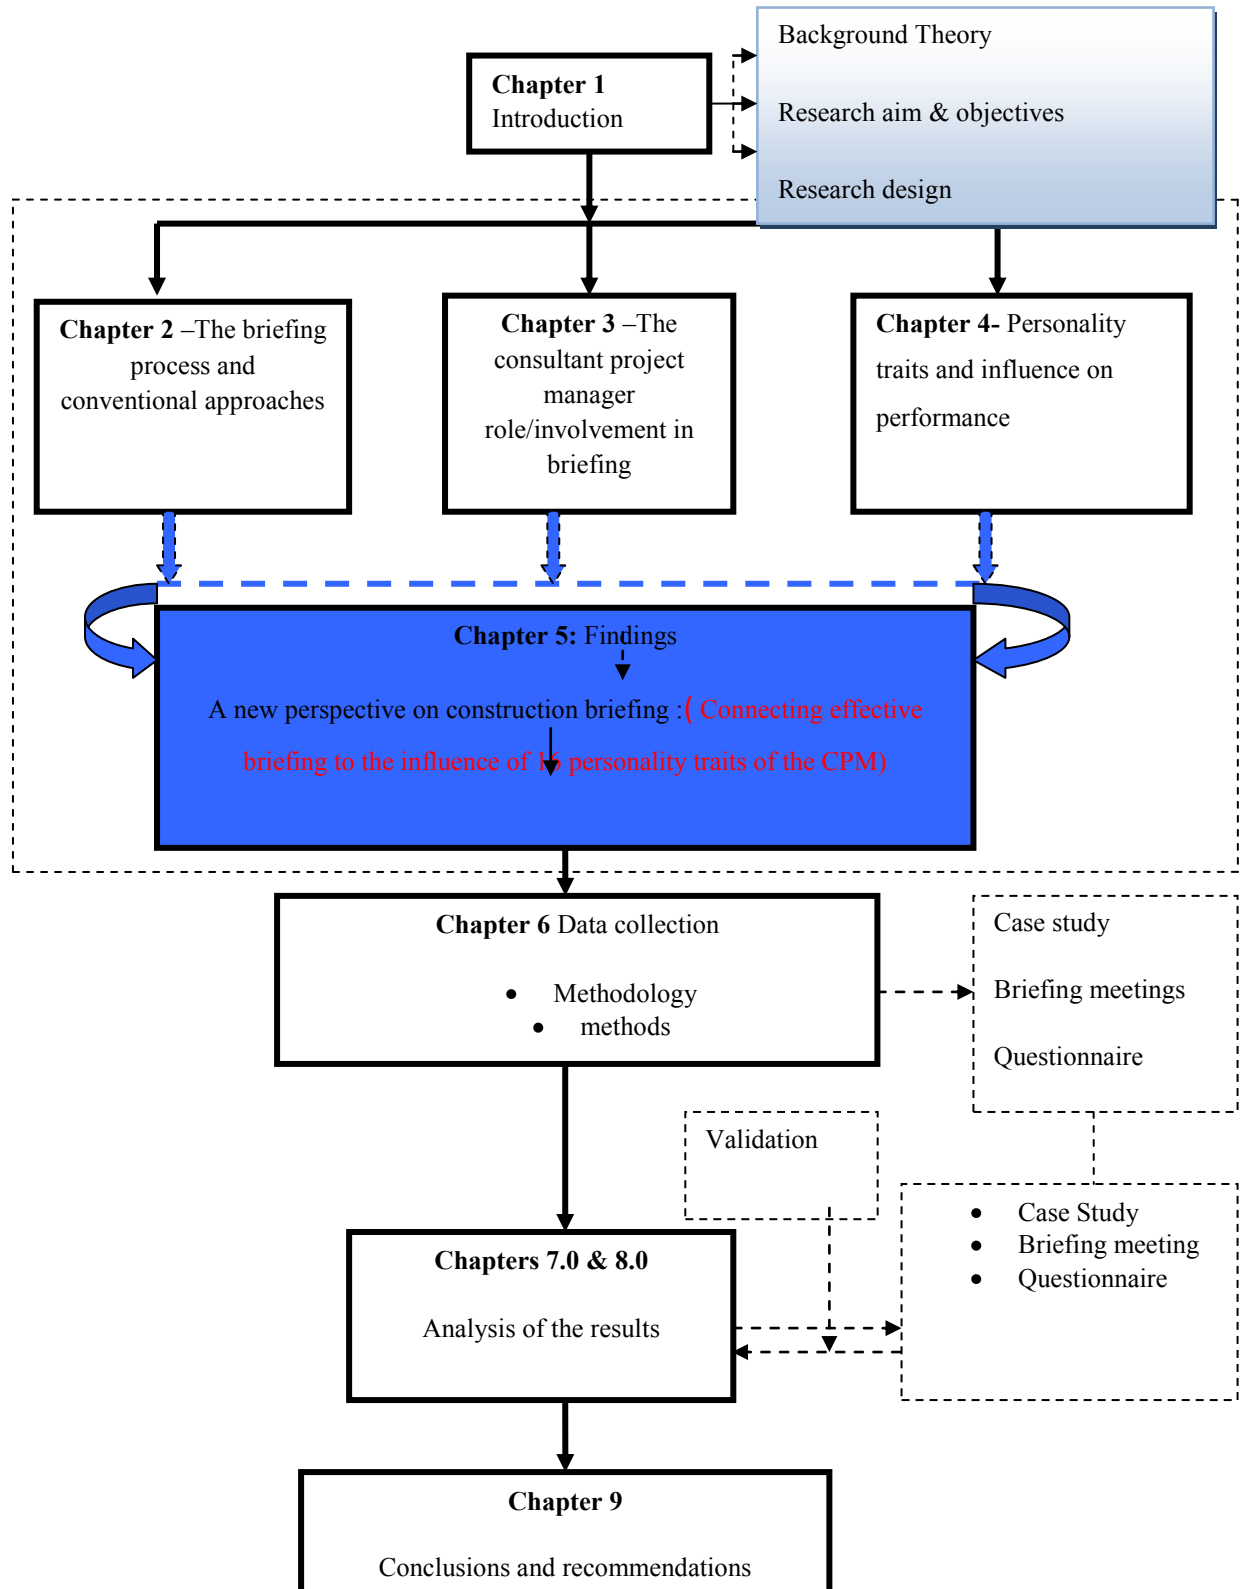 Chapter 1
Introduction
Background Theory
Research aim & objectives
Research design
Chapter 2 –The briefing
process and
conventional approaches
Chapter 3 –The
consultant project
manager
role/involvement in
briefing
Chapter 4- Personality
traits and influence on
performance
Chapter 5: Findings
A new perspective on construction briefing :( Connecting effective
briefing to the influence of 16 personality traits of the CPM)
Chapter 6 Data collection
• Methodology
• methods
Case study
Briefing meetings
Questionnaire
Validation
• Case Study
• Briefing meeting
• Questionnaire
Chapters 7.0 & 8.0
Analysis of the results
Chapter 9
Conclusions and recommendations